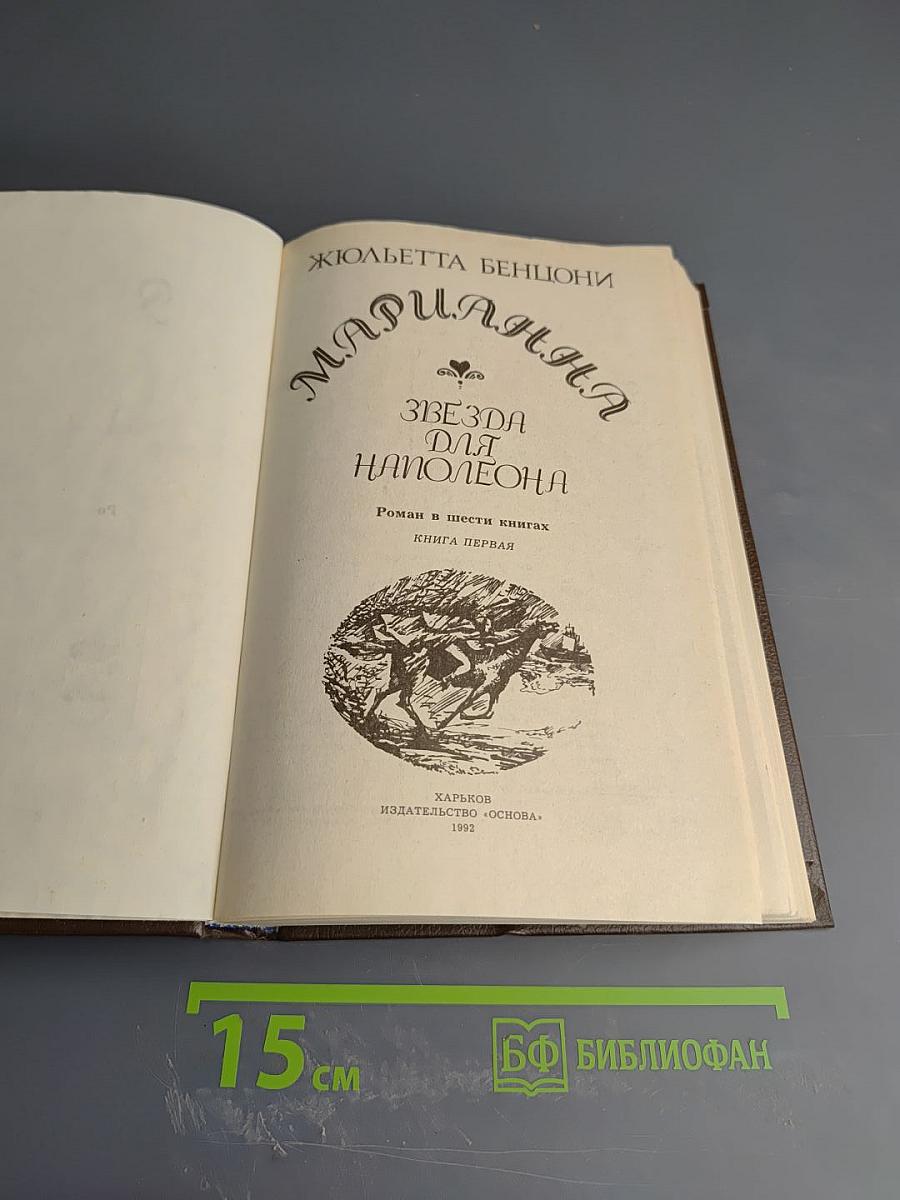 ЖЮЛЬЕТТА БЕНЦОНИ
МАРИАННА
ЗВЕЗДА
ДЛЯ
НАПОЛЕОНА
Роман в шести книгах
КНИГА ПЕРВАЯ
ХАРЬКОВ
ИЗДАТЕЛЬСТВО «ОСНОВА»
1992
15 см
БФ БИБЛИОФАН